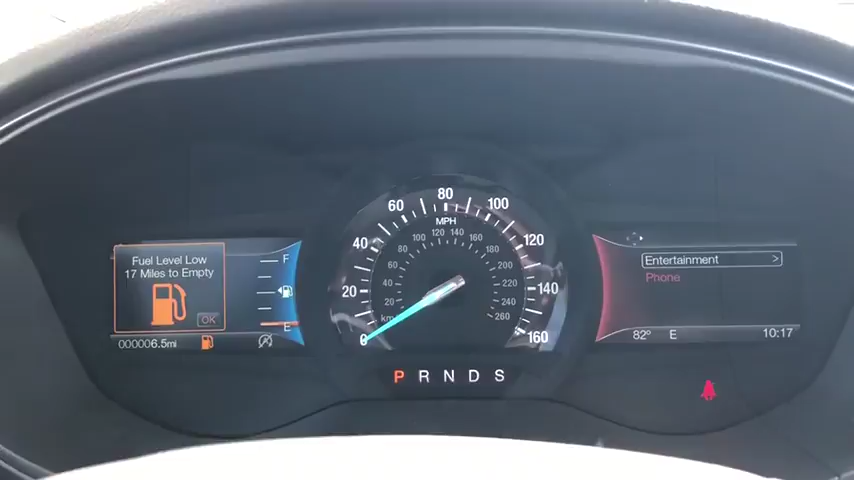 Fuel Level Low
17 Miles to Empty
OK
000006.5mi
F
E
0
20
40
60
80
100
120
140
160
MPH
km/h
20
40
60
80
100
120
140
160
180
200
220
240
260
P R N D S
Entertainment >
Phone
82° E 10:17